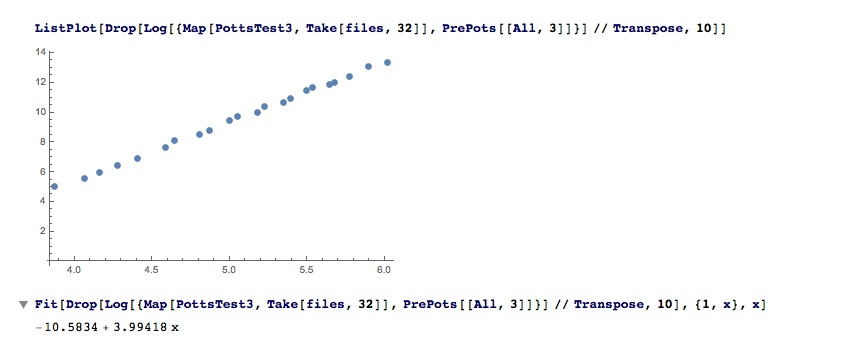 ListPlot[Drop[Log[{Map[PottsTest3, Take[files, 32]], PrePots[[All, 3]]}] // Transpose, 10]]
14
12
10
8
6
4
2
4.0 4.5 5.0 5.5 6.0
Fit[Drop[Log[{Map[PottsTest3, Take[files, 32]], PrePots[[All, 3]]}] // Transpose, 10], {1, x}, x]
-10.5834 + 3.99418 x